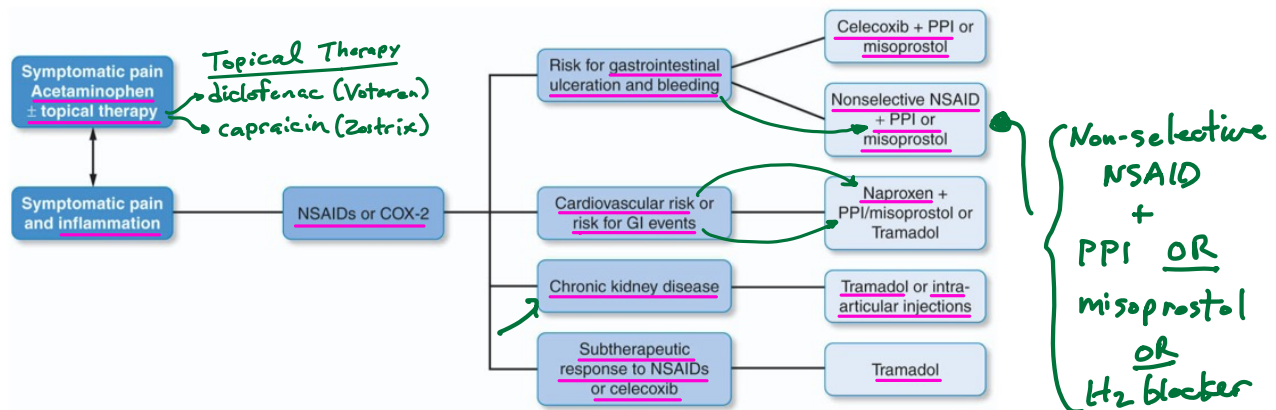 Topical Therapy
diclofenac (Votaren)
capraicin (Zostrix)
Symptomatic pain
Acetaminophen
± topical therapy
Symptomatic pain
and inflammation
NSAIDs or COX-2
Risk for gastrointestinal
ulceration and bleeding
Cardiovascular risk or
risk for GI events
Chronic kidney disease
Subtherapeutic
response to NSAIDs
or celecoxib
Celecoxib + PPI or
misoprostol
Nonselective NSAID
+ PPI or
misoprostol
Naproxen +
PPI/misoprostol or
Tramadol
Tramadol or intra-
articular injections
Tramadol
Non-selective
NSAID
+
PPI OR
misoprostol
OR
H2 blocker